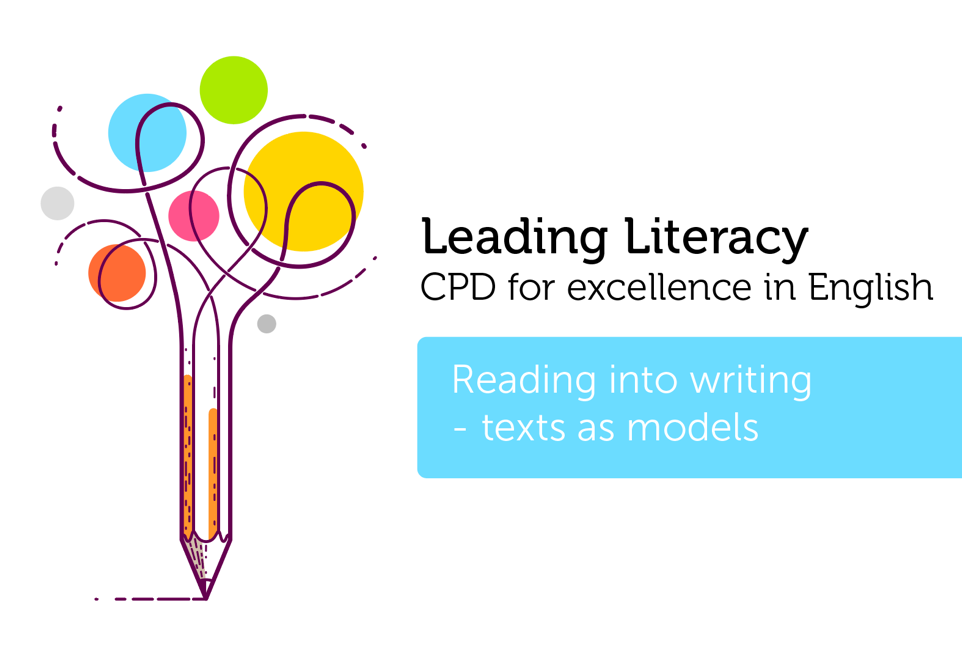 Leading Literacy
CPD for excellence in English
Reading into writing
- texts as models